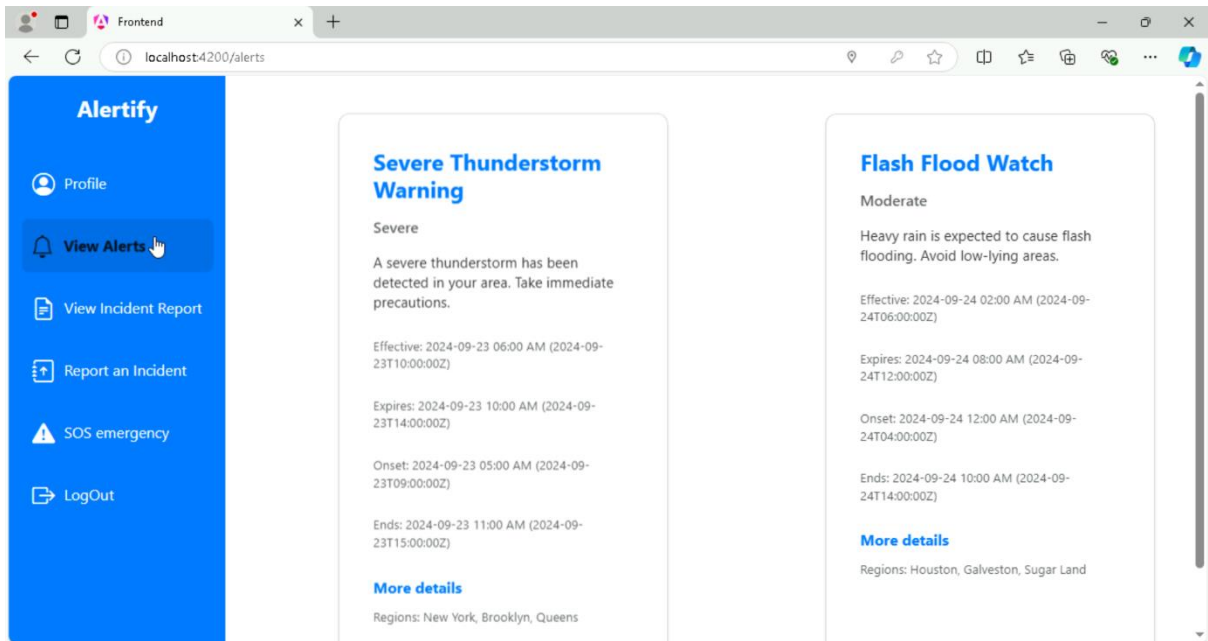 Frontend
localhost:4200/alerts
Alertify
Profile
View Alerts
View Incident Report
Report an Incident
SOS emergency
LogOut
Severe Thunderstorm
Warning
Severe
A severe thunderstorm has been
detected in your area. Take immediate
precautions.
Effective: 2024-09-23 06:00 AM (2024-09-
23T10:00:00Z)
Expires: 2024-09-23 10:00 AM (2024-09-
23T14:00:00Z)
Onset: 2024-09-23 05:00 AM (2024-09-
23T09:00:00Z)
Ends: 2024-09-23 11:00 AM (2024-09-
23T15:00:00Z)
More details
Regions: New York, Brooklyn, Queens
Flash Flood Watch
Moderate
Heavy rain is expected to cause flash
flooding. Avoid low-lying areas.
Effective: 2024-09-24 02:00 AM (2024-09-
24T06:00:00Z)
Expires: 2024-09-24 08:00 AM (2024-09-
24T12:00:00Z)
Onset: 2024-09-24 12:00 AM (2024-09-
24T04:00:00Z)
Ends: 2024-09-24 10:00 AM (2024-09-
24T14:00:00Z)
More details
Regions: Houston, Galveston, Sugar Land